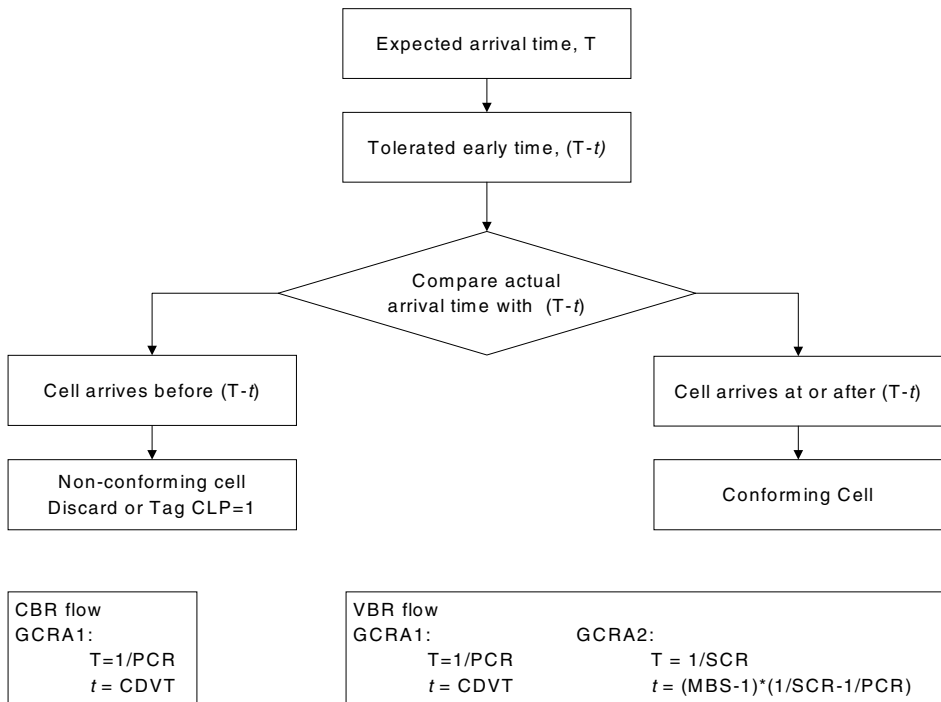 Expected arrival time, T
Tolerated early time, (T-t)
Compare actual
arrival time with (T-t)
Cell arrives before (T-t)
Cell arrives at or after (T-t)
Non-conforming cell
Discard or Tag CLP=1
Conforming Cell
CBR flow
GCRA1:
T=1/PCR
t = CDVT
VBR flow
GCRA1: GCRA2:
T=1/PCR T = 1/SCR
t = CDVT t = (MBS-1)*(1/SCR-1/PCR)